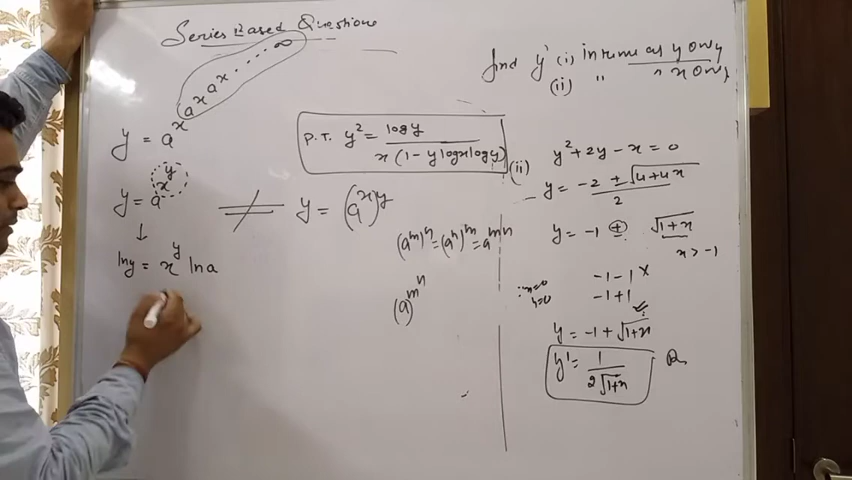 Series Based Questions
y = a^x^a^x^a^x.....∞
y = a^x^y
↓
ln y = x^y ln a
≠ y = (a^x)^y
P.T. y² = log y / x (1 - y log x log y)
(a^m)^n = (a^n)^m = a^mn
(a)^m^n
find y' (i) in terms of y only
(ii) " " x only
(ii) y² + 2y - x = 0
y = -2 ± √4+4x / 2
y = -1 ± √1+x
x > -1
-1-1 ×
-1+1
∵ x=0
y=0
y = -1 + √1+x
y' = 1 / 2√1+x